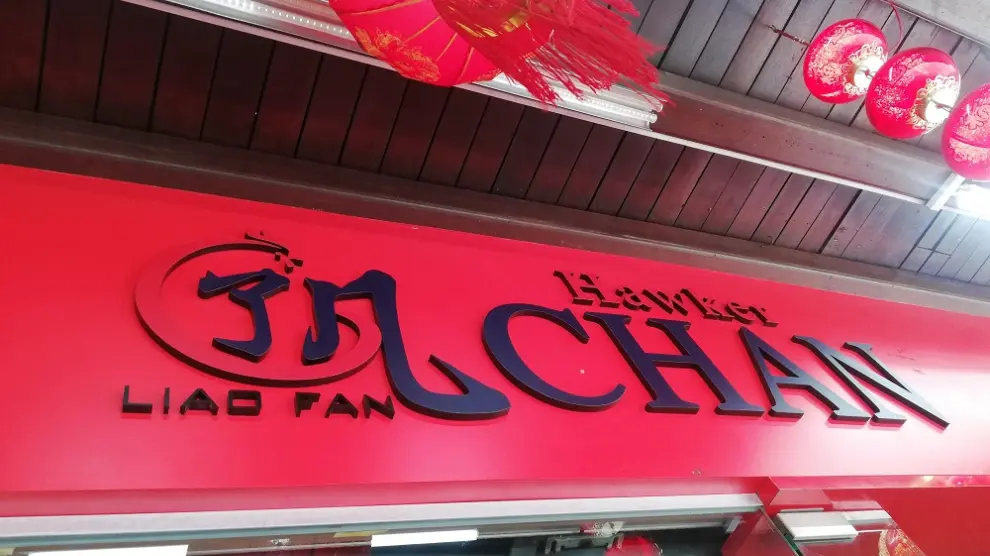 了凡
LIAO FAN
Hawker
CHAN